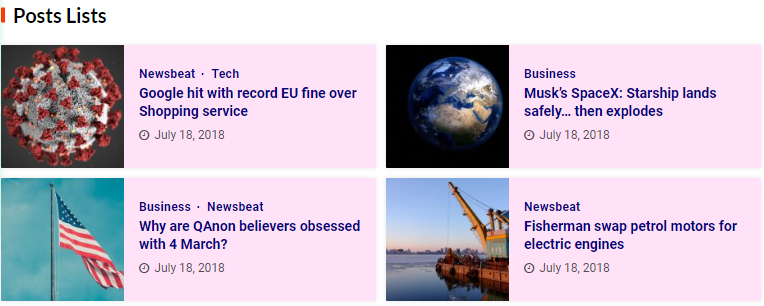 Posts Lists
Newsbeat · Tech
Google hit with record EU fine over
Shopping service
July 18, 2018
Business
Musk's SpaceX: Starship lands
safely… then explodes
July 18, 2018
Business · Newsbeat
Why are QAnon believers obsessed
with 4 March?
July 18, 2018
Newsbeat
Fisherman swap petrol motors for
electric engines
July 18, 2018